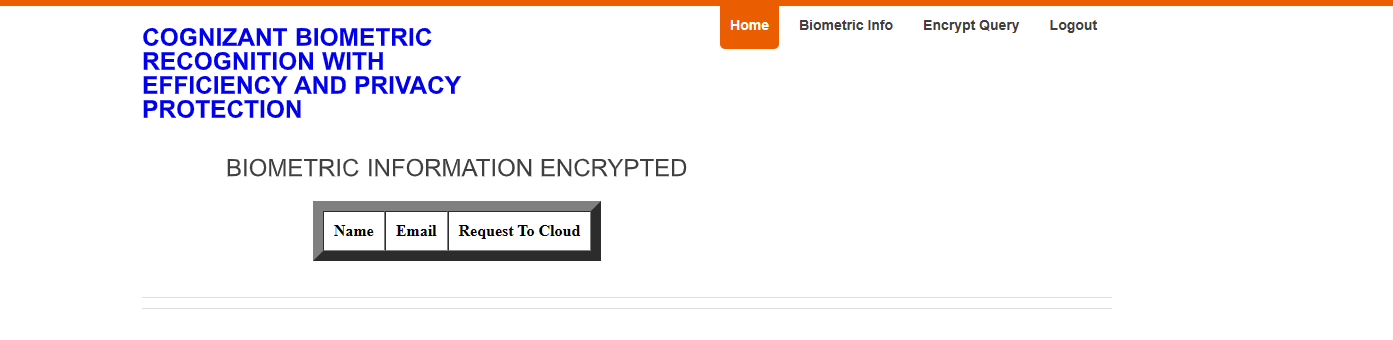 Home Biometric Info Encrypt Query Logout
COGNIZANT BIOMETRIC
RECOGNITION WITH
EFFICIENCY AND PRIVACY
PROTECTION
BIOMETRIC INFORMATION ENCRYPTED
Name Email Request To Cloud